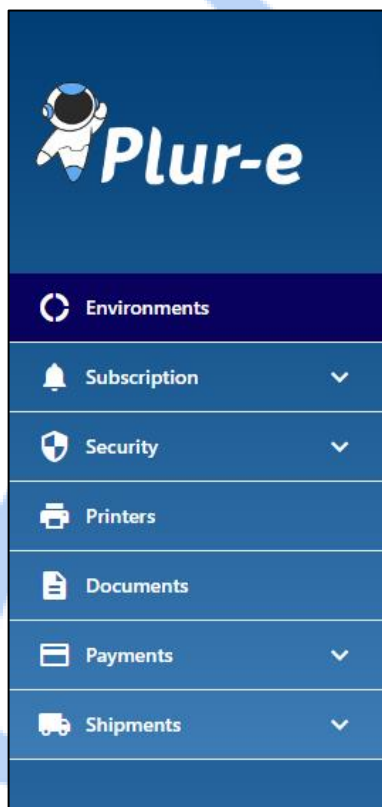 Plur-e
Environments
Subscription
Security
Printers
Documents
Payments
Shipments